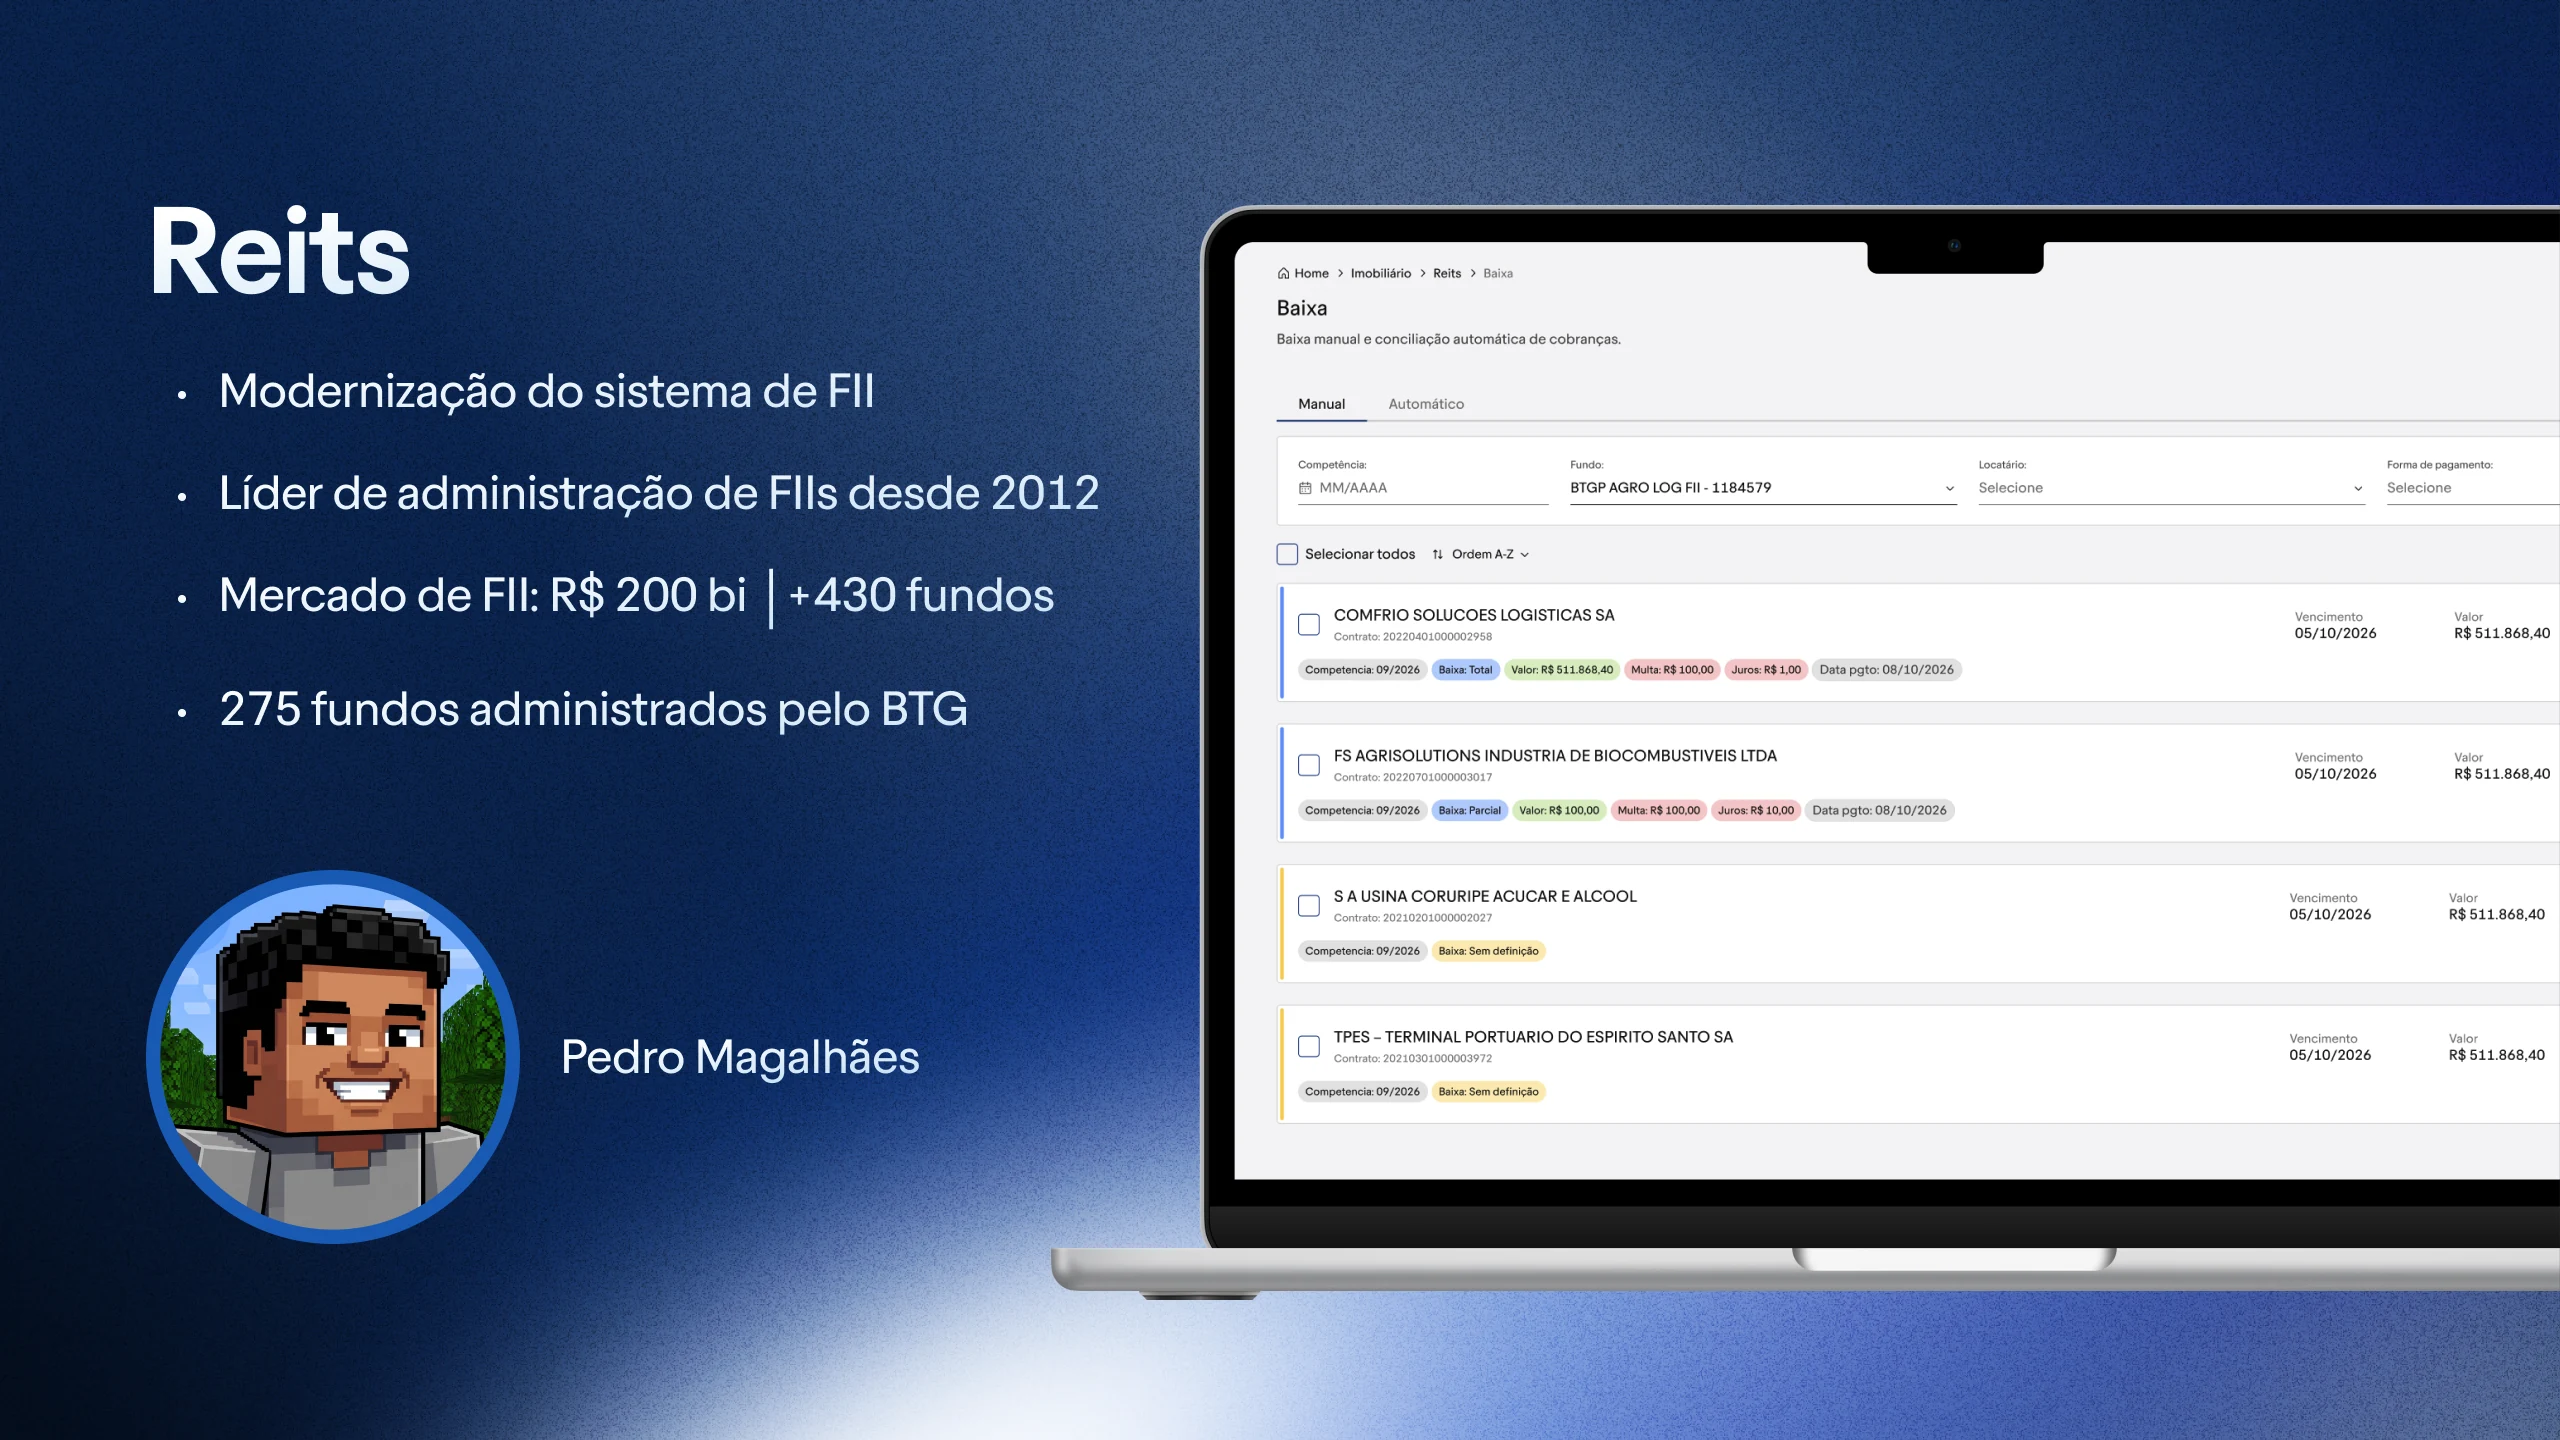 Reits
• Modernização do sistema de FII
• Líder de administração de FIIs desde 2012
• Mercado de FII: R$ 200 bi | +430 fundos
• 275 fundos administrados pelo BTG
Pedro Magalhães
Home > Imobiliário > Reits > Baixa
Baixa
Baixa manual e conciliação automática de cobranças.
Manual Automático
Competência: Fundo: Locatário: Forma de pagamento:
MM/AAAA BTGP AGRO LOG FII - 1184579 Selecione Selecione
Selecionar todos Ordem A-Z
COMFRIO SOLUCOES LOGISTICAS SA Vencimento Valor
Contrato: 20220401000002958 05/10/2026 R$ 511.868,40
Competencia: 09/2026 Baixa: Total Valor: R$ 511.868,40 Multa: R$ 100,00 Juros: R$ 1,00 Data pgto: 08/10/2026
FS AGRISOLUTIONS INDUSTRIA DE BIOCOMBUSTIVEIS LTDA Vencimento Valor
Contrato: 20220701000003017 05/10/2026 R$ 511.868,40
Competencia: 09/2026 Baixa: Parcial Valor: R$ 100,00 Multa: R$ 100,00 Juros: R$ 10,00 Data pgto: 08/10/2026
S A USINA CORURIPE ACUCAR E ALCOOL Vencimento Valor
Contrato: 20210201000002027 05/10/2026 R$ 511.868,40
Competencia: 09/2026 Baixa: Sem definição
TPES – TERMINAL PORTUARIO DO ESPIRITO SANTO SA Vencimento Valor
Contrato: 20210301000003972 05/10/2026 R$ 511.868,40
Competencia: 09/2026 Baixa: Sem definição